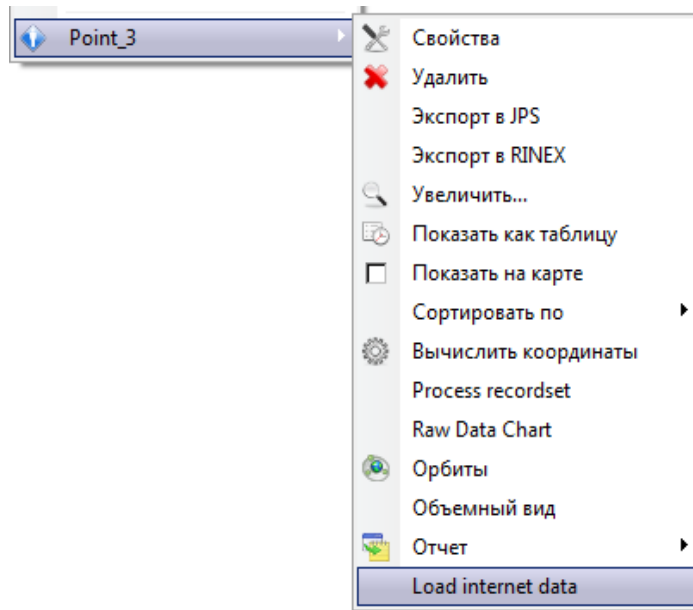 Point_3
Свойства
Удалить
Экспорт в JPS
Экспорт в RINEX
Увеличить...
Показать как таблицу
Показать на карте
Сортировать по
Вычислить координаты
Process recordset
Raw Data Chart
Орбиты
Объемный вид
Отчет
Load internet data